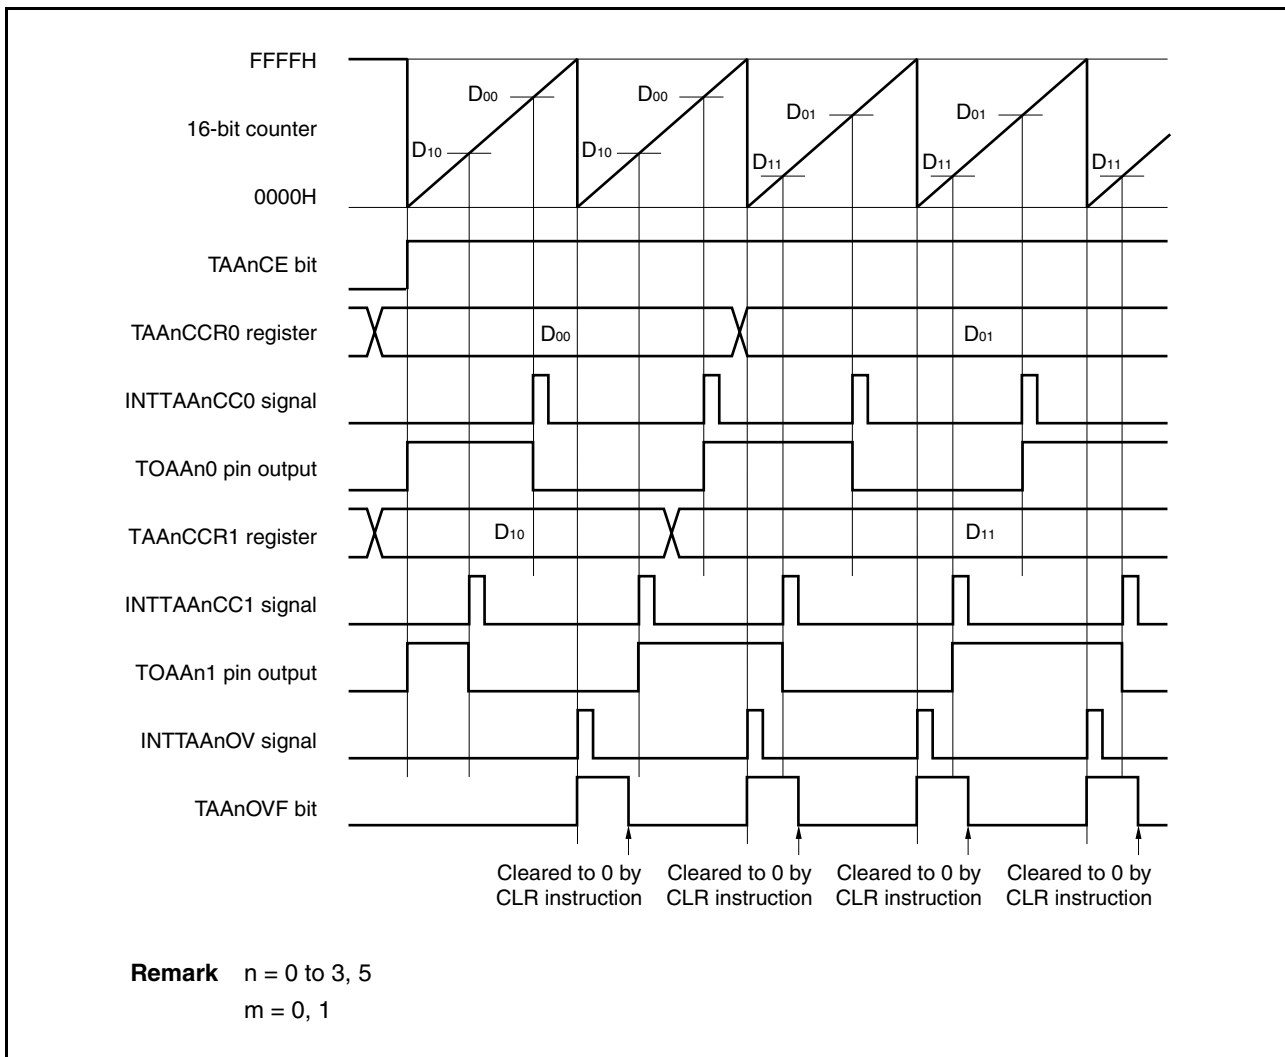 FFFFH
D00
D00
D01
D01
16-bit counter
D10
D10
D11
D11
D11
0000H
TAAnCE bit
TAAnCCR0 register
D00
D01
INTTAAnCC0 signal
TOAAn0 pin output
TAAnCCR1 register
D10
D11
INTTAAnCC1 signal
TOAAn1 pin output
INTTAAnOV signal
TAAnOVF bit
Cleared to 0 by
CLR instruction
Cleared to 0 by
CLR instruction
Cleared to 0 by
CLR instruction
Cleared to 0 by
CLR instruction
Remark n = 0 to 3, 5
m = 0, 1